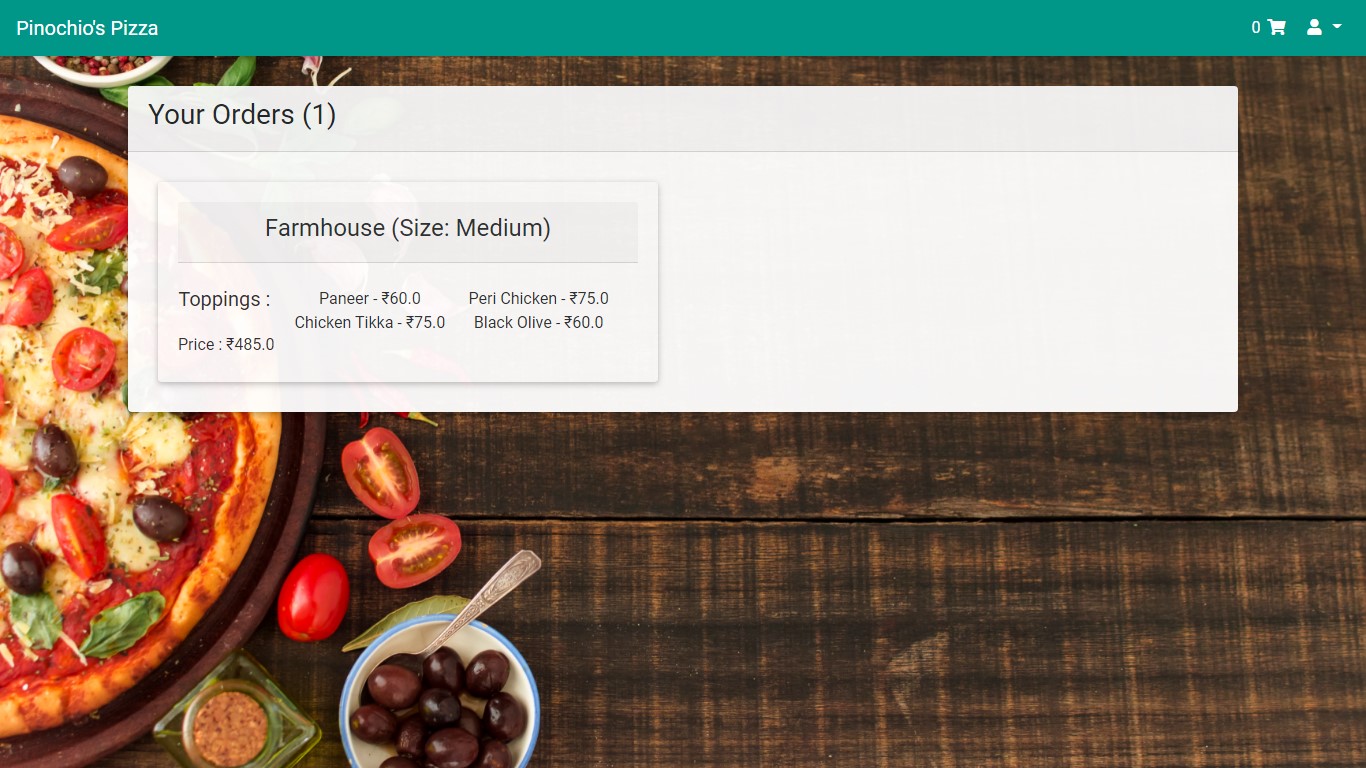 Pinochio's Pizza 0
Your Orders (1)
Farmhouse (Size: Medium)
Toppings : Paneer - ₹60.0 Peri Chicken - ₹75.0
Chicken Tikka - ₹75.0 Black Olive - ₹60.0
Price : ₹485.0